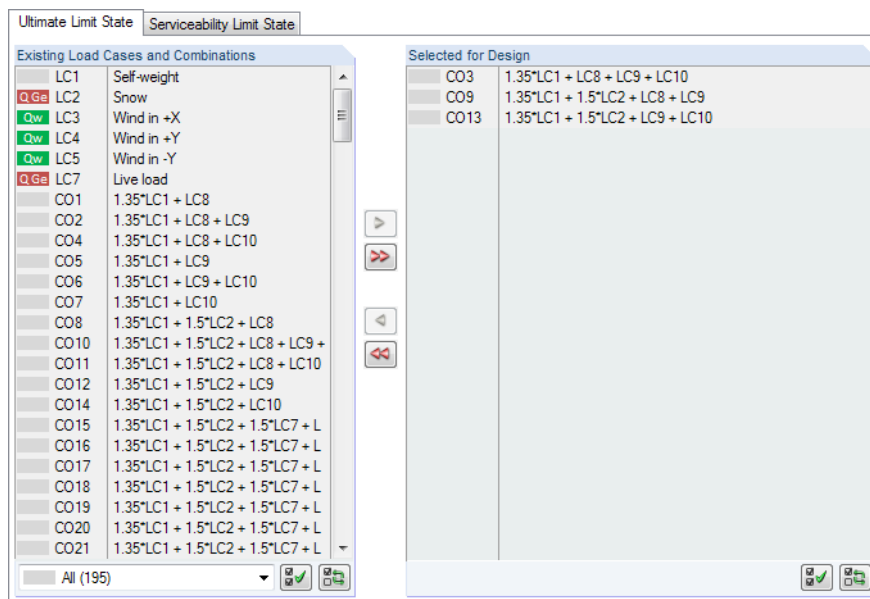 Ultimate Limit State Serviceability Limit State
Existing Load Cases and Combinations
LC1 Self-weight
Q Ge LC2 Snow
Qw LC3 Wind in +X
Qw LC4 Wind in +Y
Qw LC5 Wind in -Y
Q Ge LC7 Live load
CO1 1.35*LC1 + LC8
CO2 1.35*LC1 + LC8 + LC9
CO4 1.35*LC1 + LC8 + LC10
CO5 1.35*LC1 + LC9
CO6 1.35*LC1 + LC9 + LC10
CO7 1.35*LC1 + LC10
CO8 1.35*LC1 + 1.5*LC2 + LC8
CO10 1.35*LC1 + 1.5*LC2 + LC8 + LC9 +
CO11 1.35*LC1 + 1.5*LC2 + LC8 + LC10
CO12 1.35*LC1 + 1.5*LC2 + LC9
CO14 1.35*LC1 + 1.5*LC2 + LC10
CO15 1.35*LC1 + 1.5*LC2 + 1.5*LC7 + L
CO16 1.35*LC1 + 1.5*LC2 + 1.5*LC7 + L
CO17 1.35*LC1 + 1.5*LC2 + 1.5*LC7 + L
CO18 1.35*LC1 + 1.5*LC2 + 1.5*LC7 + L
CO19 1.35*LC1 + 1.5*LC2 + 1.5*LC7 + L
CO20 1.35*LC1 + 1.5*LC2 + 1.5*LC7 + L
CO21 1.35*LC1 + 1.5*LC2 + 1.5*LC7 + L
All (195)
>
>>
<
<<
Selected for Design
CO3 1.35*LC1 + LC8 + LC9 + LC10
CO9 1.35*LC1 + 1.5*LC2 + LC8 + LC9
CO13 1.35*LC1 + 1.5*LC2 + LC9 + LC10